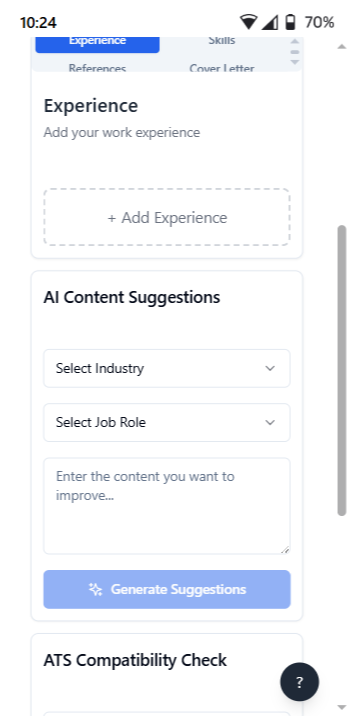 10:24
70%
Experience
Skills
References
Cover Letter
Experience
Add your work experience
+ Add Experience
AI Content Suggestions
Select Industry
Select Job Role
Enter the content you want to
improve...
Generate Suggestions
ATS Compatibility Check
?